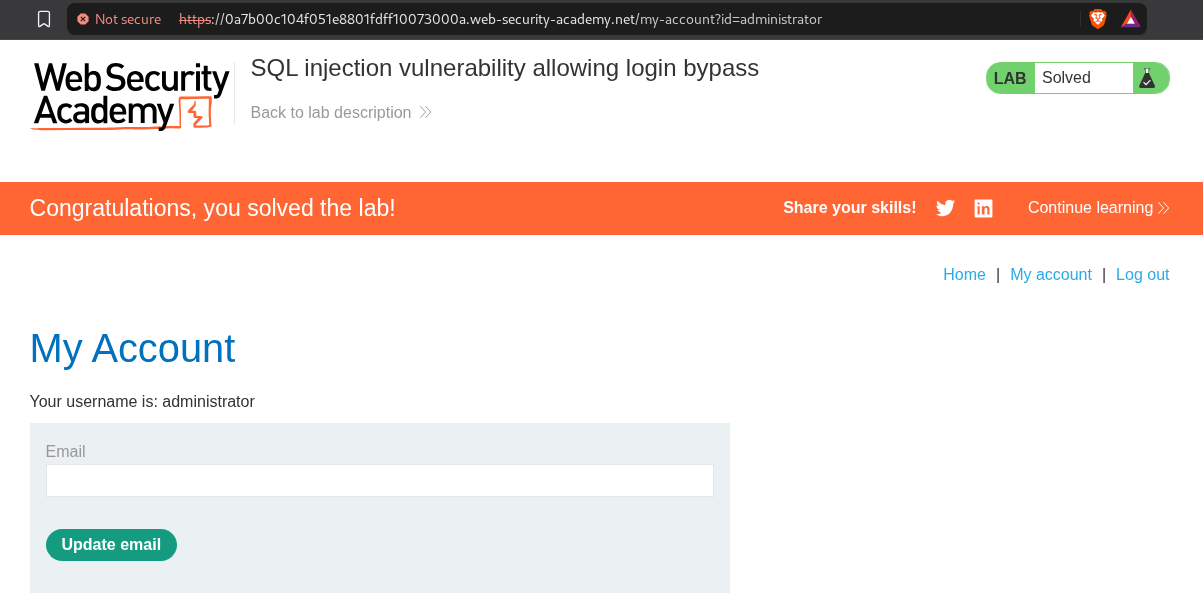 Not secure https://0a7b00c104f051e8801fdff10073000a.web-security-academy.net/my-account?id=administrator
Web Security
Academy
SQL injection vulnerability allowing login bypass
Back to lab description
LAB Solved
Congratulations, you solved the lab!
Share your skills! Continue learning
Home | My account | Log out
My Account
Your username is: administrator
Email
Update email